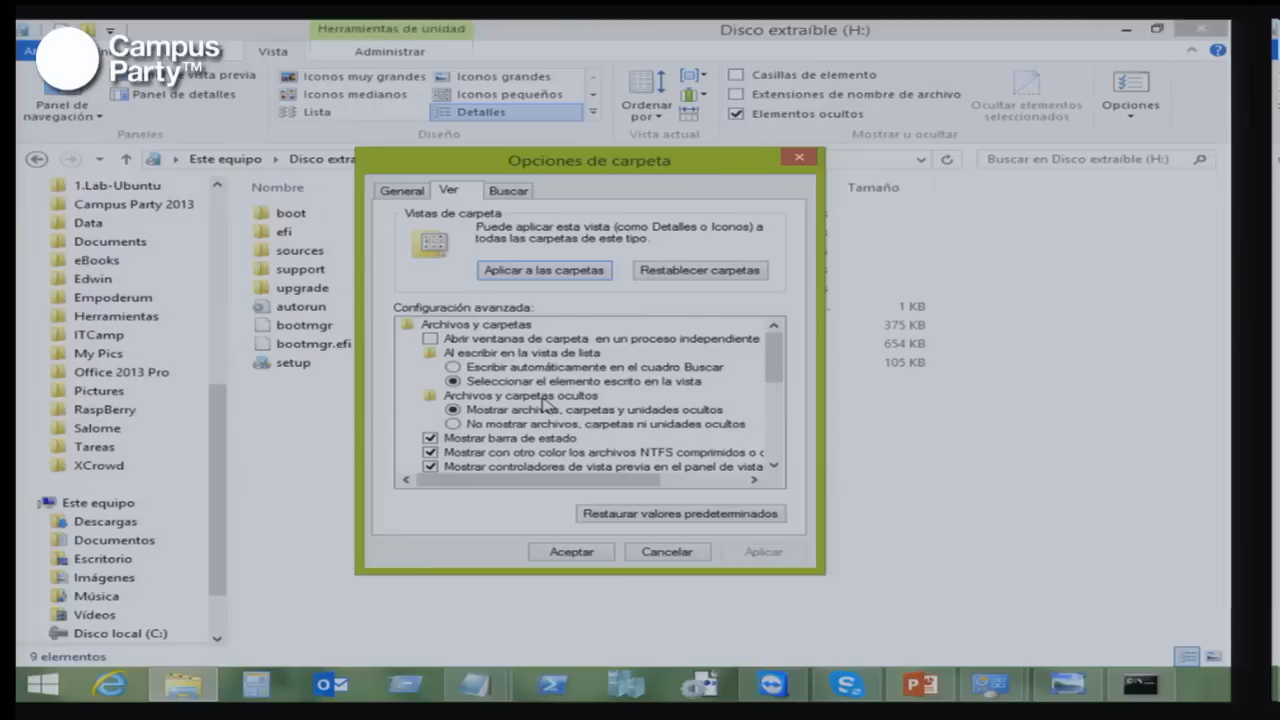 Herramientas de unidad
Disco extraíble (H:)
Campus
Party™
Vista
Administrar
vista previa
Panel de detalles
Panel de
navegación
Iconos muy grandes
Iconos grandes
Iconos medianos
Iconos pequeños
Lista
Detalles
Ordenar
por
Casillas de elemento
Extensiones de nombre de archivo
Elementos ocultos
Ocultar elementos
seleccionados
Opciones
Paneles
Diseño
Vista actual
Mostrar u ocultar
Este equipo
Disco extra
Buscar en Disco extraíble (H:)
1.Lab-Ubuntu
Campus Party 2013
Data
Documents
eBooks
Edwin
Empoderum
Herramientas
ITCamp
My Pics
Office 2013 Pro
Pictures
RaspBerry
Salome
Tareas
XCrowd
Este equipo
Descargas
Documentos
Escritorio
Imágenes
Música
Vídeos
Disco local (C:)
Nombre
Tamaño
boot
efi
sources
support
upgrade
autorun
1 KB
bootmgr
375 KB
bootmgr.efi
654 KB
setup
105 KB
Opciones de carpeta
General
Ver
Buscar
Vistas de carpeta
Puede aplicar esta vista (como Detalles o Iconos) a
todas las carpetas de este tipo.
Aplicar a las carpetas
Restablecer carpetas
Configuración avanzada:
Archivos y carpetas
Abrir ventanas de carpeta en un proceso independiente
Al escribir en la vista de lista
Escribir automáticamente en el cuadro Buscar
Seleccionar el elemento escrito en la vista
Archivos y carpetas ocultos
Mostrar archivos, carpetas y unidades ocultos
No mostrar archivos, carpetas ni unidades ocultos
Mostrar barra de estado
Mostrar con otro color los archivos NTFS comprimidos o c
Mostrar controladores de vista previa en el panel de vista
Restaurar valores predeterminados
Aceptar
Cancelar
Aplicar
9 elementos